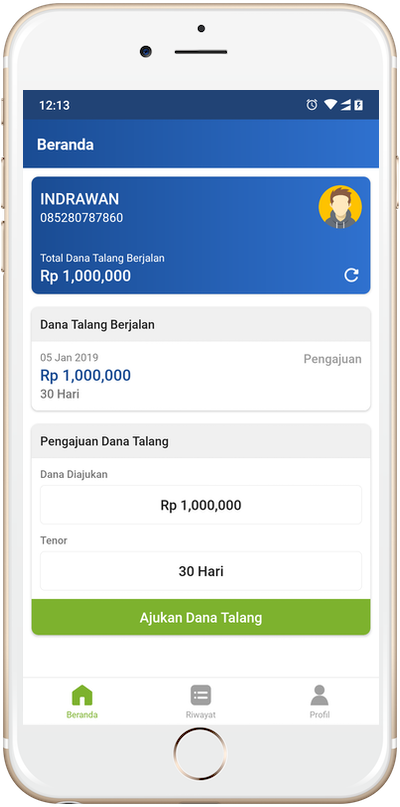 12:13
Beranda
INDRAWAN
085280787860
Total Dana Talang Berjalan
Rp 1,000,000
Dana Talang Berjalan
05 Jan 2019
Pengajuan
Rp 1,000,000
30 Hari
Pengajuan Dana Talang
Dana Diajukan
Rp 1,000,000
Tenor
30 Hari
Ajukan Dana Talang
Beranda
Riwayat
Profil